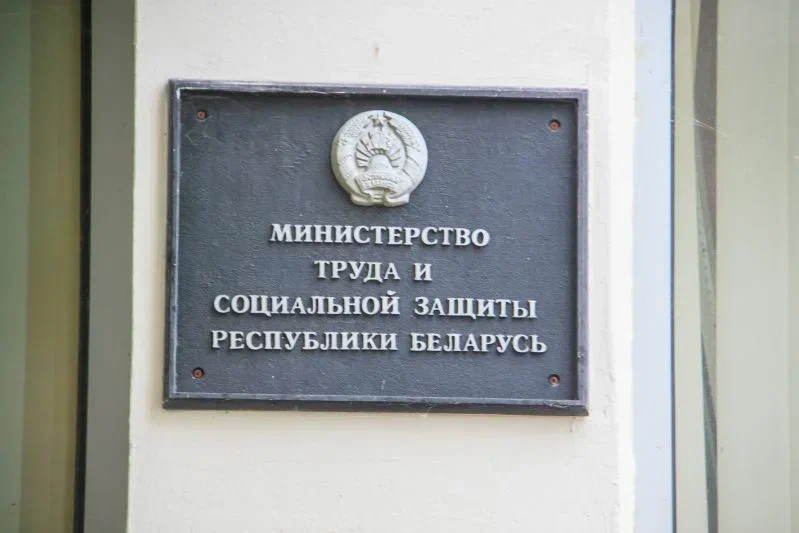 МИНИСТЕРСТВО
ТРУДА И
СОЦИАЛЬНОЙ ЗАЩИТЫ
РЕСПУБЛИКИ БЕЛАРУСЬ